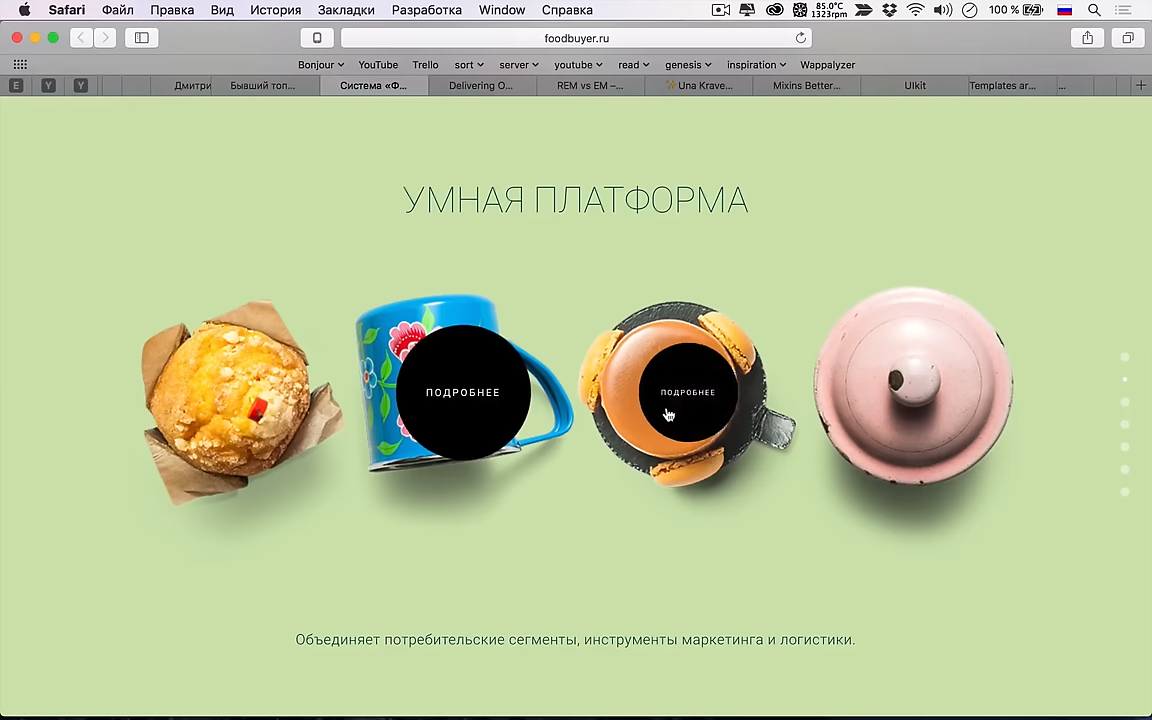 Safari Файл Правка Вид История Закладки Разработка Window Справка 85.0°C 1323rpm 100 %
foodbuyer.ru
Bonjour YouTube Trello sort server youtube read genesis inspiration Wappalyzer
E Y Y Дмитри Бывший топ... Система «Ф... Delivering O... REM vs EM –... Una Krave... Mixins Better... UIkit Templates ar... ...
УМНАЯ ПЛАТФОРМА
ПОДРОБНЕЕ ПОДРОБНЕЕ
Объединяет потребительские сегменты, инструменты маркетинга и логистики.